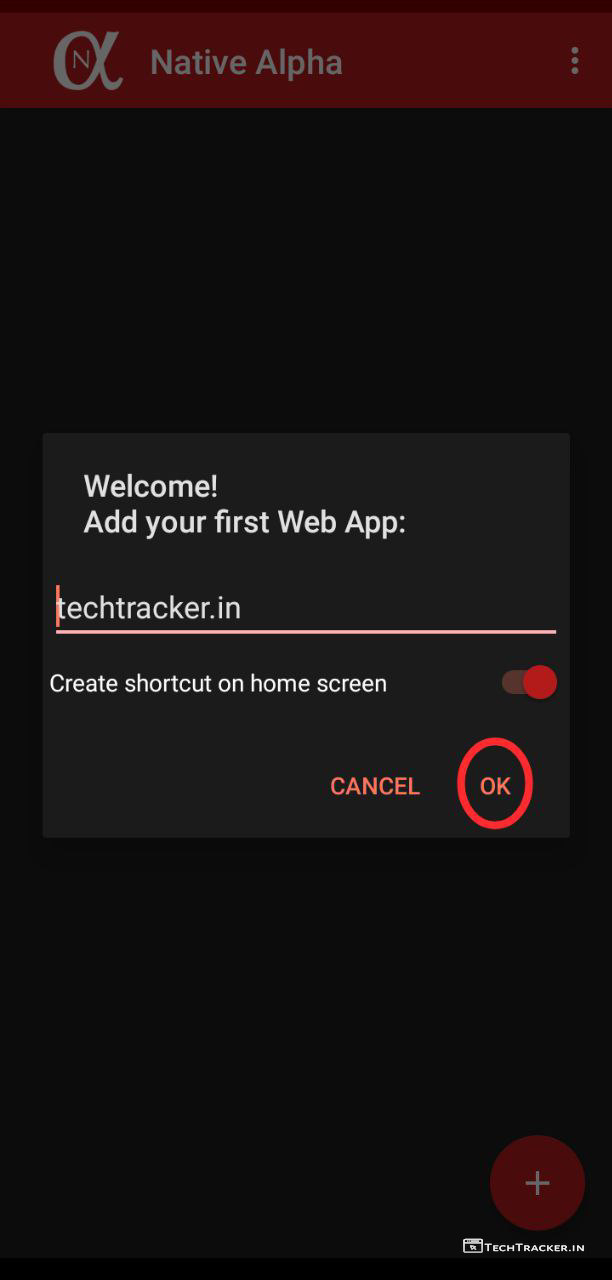 Nα Native Alpha
Welcome!
Add your first Web App:
techtracker.in
Create shortcut on home screen
CANCEL OK
+
TECHTRACKER.IN